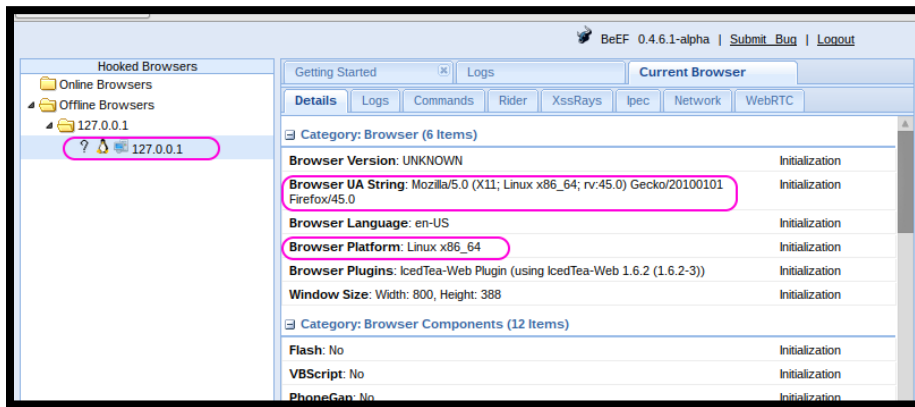 BeEF 0.4.6.1-alpha | Submit Bug | Logout
Hooked Browsers
Online Browsers
Offline Browsers
127.0.0.1
? 127.0.0.1
Getting Started
Logs
Current Browser
Details
Logs
Commands
Rider
XssRays
Ipec
Network
WebRTC
Category: Browser (6 Items)
Browser Version: UNKNOWN Initialization
Browser UA String: Mozilla/5.0 (X11; Linux x86_64; rv:45.0) Gecko/20100101 Initialization
Firefox/45.0
Browser Language: en-US Initialization
Browser Platform: Linux x86_64 Initialization
Browser Plugins: IcedTea-Web Plugin (using IcedTea-Web 1.6.2 (1.6.2-3)) Initialization
Window Size: Width: 800, Height: 388 Initialization
Category: Browser Components (12 Items)
Flash: No Initialization
VBScript: No Initialization
PhoneGap: No Initialization